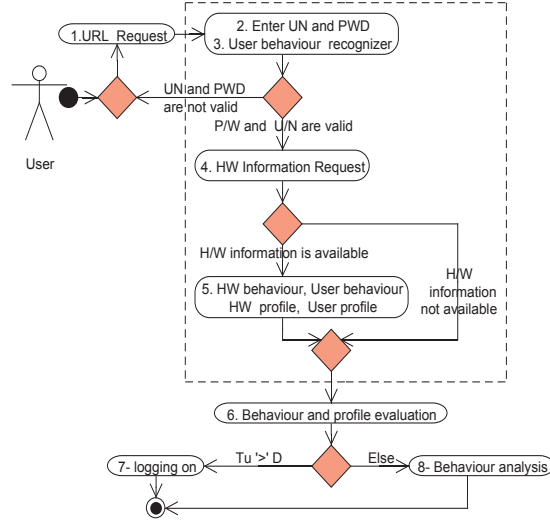 2. Enter UN and PWD
1.URL Request
3. User behaviour recognizer
UN and PWD
are not valid
P/W and U/N are valid
User
4. HW Information Request
H/W information is available
H/W
information
not available
5. HW behaviour, User behaviour
HW profile, User profile
6. Behaviour and profile evaluation
Tu '>' D
Else
7- logging on
8- Behaviour analysis